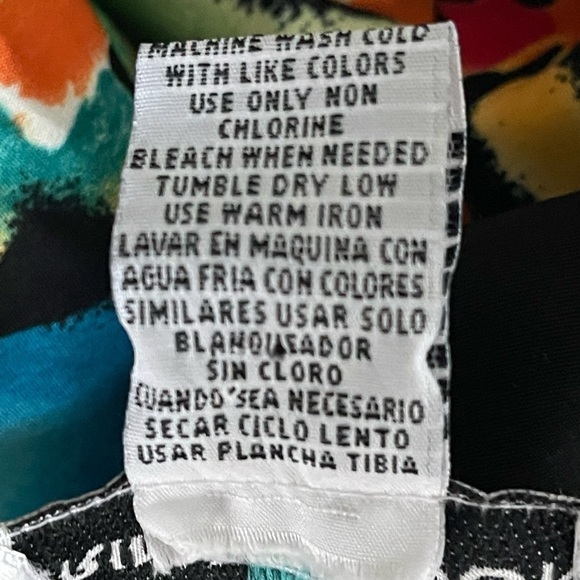 MACHINE WASH COLD
WITH LIKE COLORS
USE ONLY NON
CHLORINE
BLEACH WHEN NEEDED
TUMBLE DRY LOW
USE WARM IRON
LAVAR EN MAQUINA CON
AGUA FRIA CON COLORES
SIMILARES USAR SOLO
BLANQUEADOR
SIN CLORO
CUANDO SEA NECESARIO
SECAR CICLO LENTO
USAR PLANCHA TIBIA